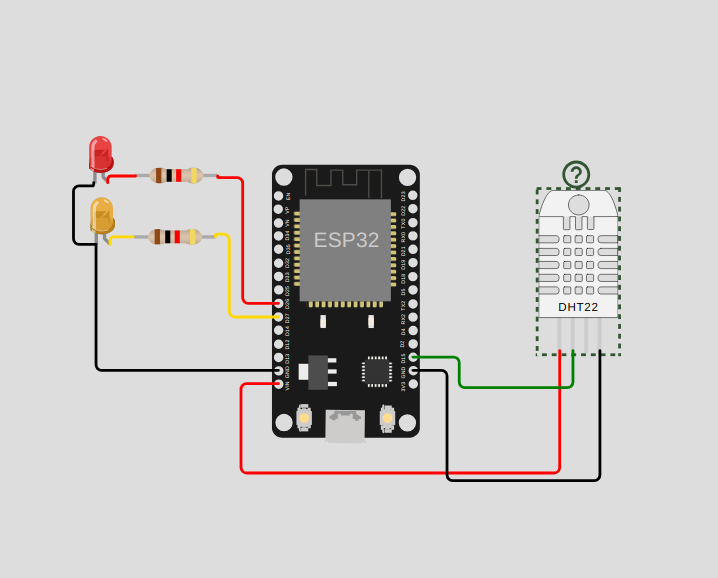 ?
ESP32
DHT22
EN
VP
VN
D34
D35
D32
D33
D25
D26
D27
D14
D12
D13
GND
VIN
D23
D22
TX0
RX0
D21
D19
D18
D5
TX2
RX2
D4
D2
D15
GND
3V3